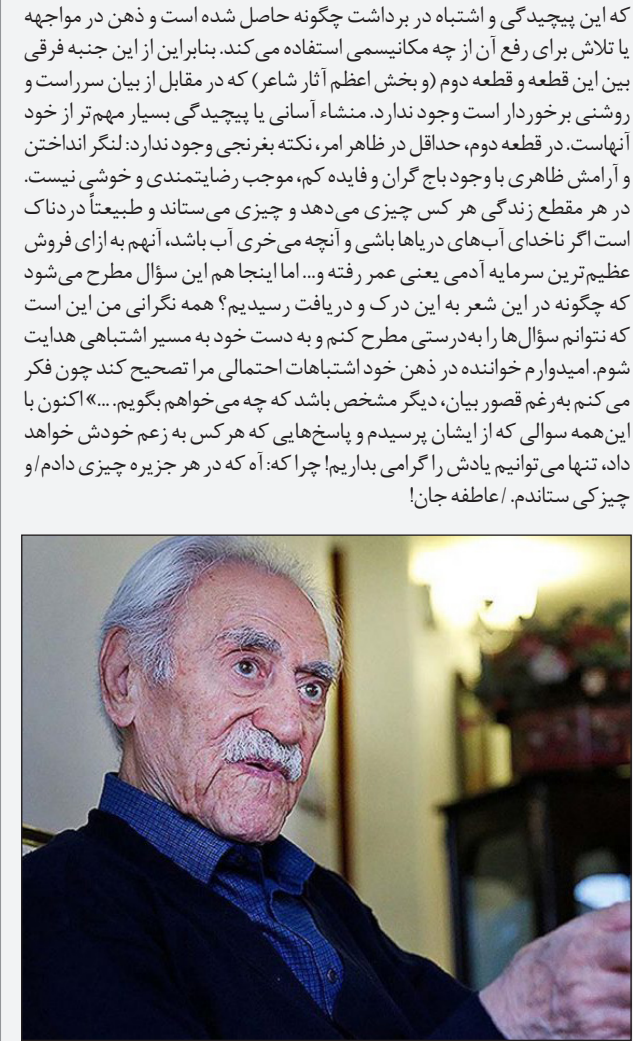 که این پیچیدگی و اشتباه در برداشت چگونه حاصل شده است و ذهن در مواجهه
یا تلاش برای رفع آن از چه مکانیسمی استفاده می‌کند. بنابراین از این جنبه فرقی
بین این قطعه و قطعه دوم (و بخش اعظم آثار شاعر) که در مقابل از بیان سرراست و
روشنی برخوردار است وجود ندارد. منشاء آسانی یا پیچیدگی بسیار مهم‌تر از خود
آنهاست. در قطعه دوم، حداقل در ظاهر امر، نکته بغرنجی وجود ندارد: لنگر انداختن
و آرامش ظاهری با وجود باج گران و فایده کم، موجب رضایتمندی و خوشی نیست.
در هر مقطع زندگی هر کس چیزی می‌دهد و چیزی می‌ستاند و طبیعتاً دردناک
است اگر ناخدای آب‌های دریاها باشی و آنچه می‌خری آب باشد، آنهم به ازای فروش
عظیم‌ترین سرمایه آدمی یعنی عمر رفته و... اما اینجا هم این سؤال مطرح می‌شود
که چگونه در این شعر به این درک و دریافت رسیدیم؟ همه نگرانی من این است
که نتوانم سؤال‌ها را به‌درستی مطرح کنم و به دست خود به مسیر اشتباهی هدایت
شوم. امیدوارم خواننده در ذهن خود اشتباهات احتمالی مرا تصحیح کند چون فکر
می کنم به‌رغم قصور بیان، دیگر مشخص باشد که چه می‌خواهم بگویم. ...» اکنون با
این‌همه سوالی که از ایشان پرسیدم و پاسخ‌هایی که هرکس به زعم خودش خواهد
داد، تنها می‌توانیم یادش را گرامی بداریم! چرا که: آه که در هر جزیره چیزی دادم/و
چیزکی ستاندم. /عاطفه جان!